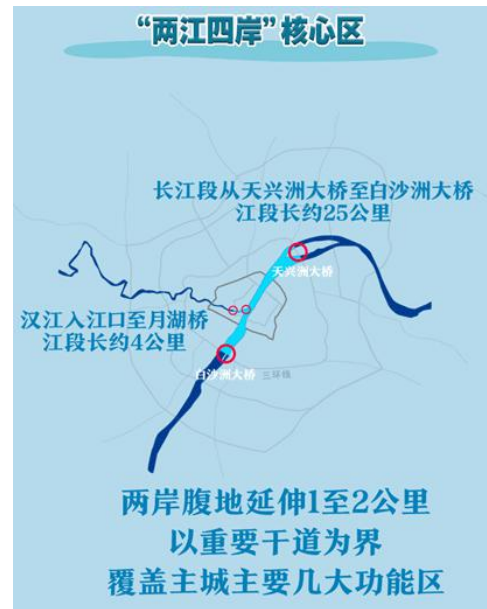 “两江四岸”核心区
长江段从天兴洲大桥至白沙洲大桥
江段长约25公里
天兴洲大桥
汉江入江口至月湖桥
江段长约4公里
白沙洲大桥
三环线
两岸腹地延伸1至2公里
以重要干道为界
覆盖主城主要几大功能区